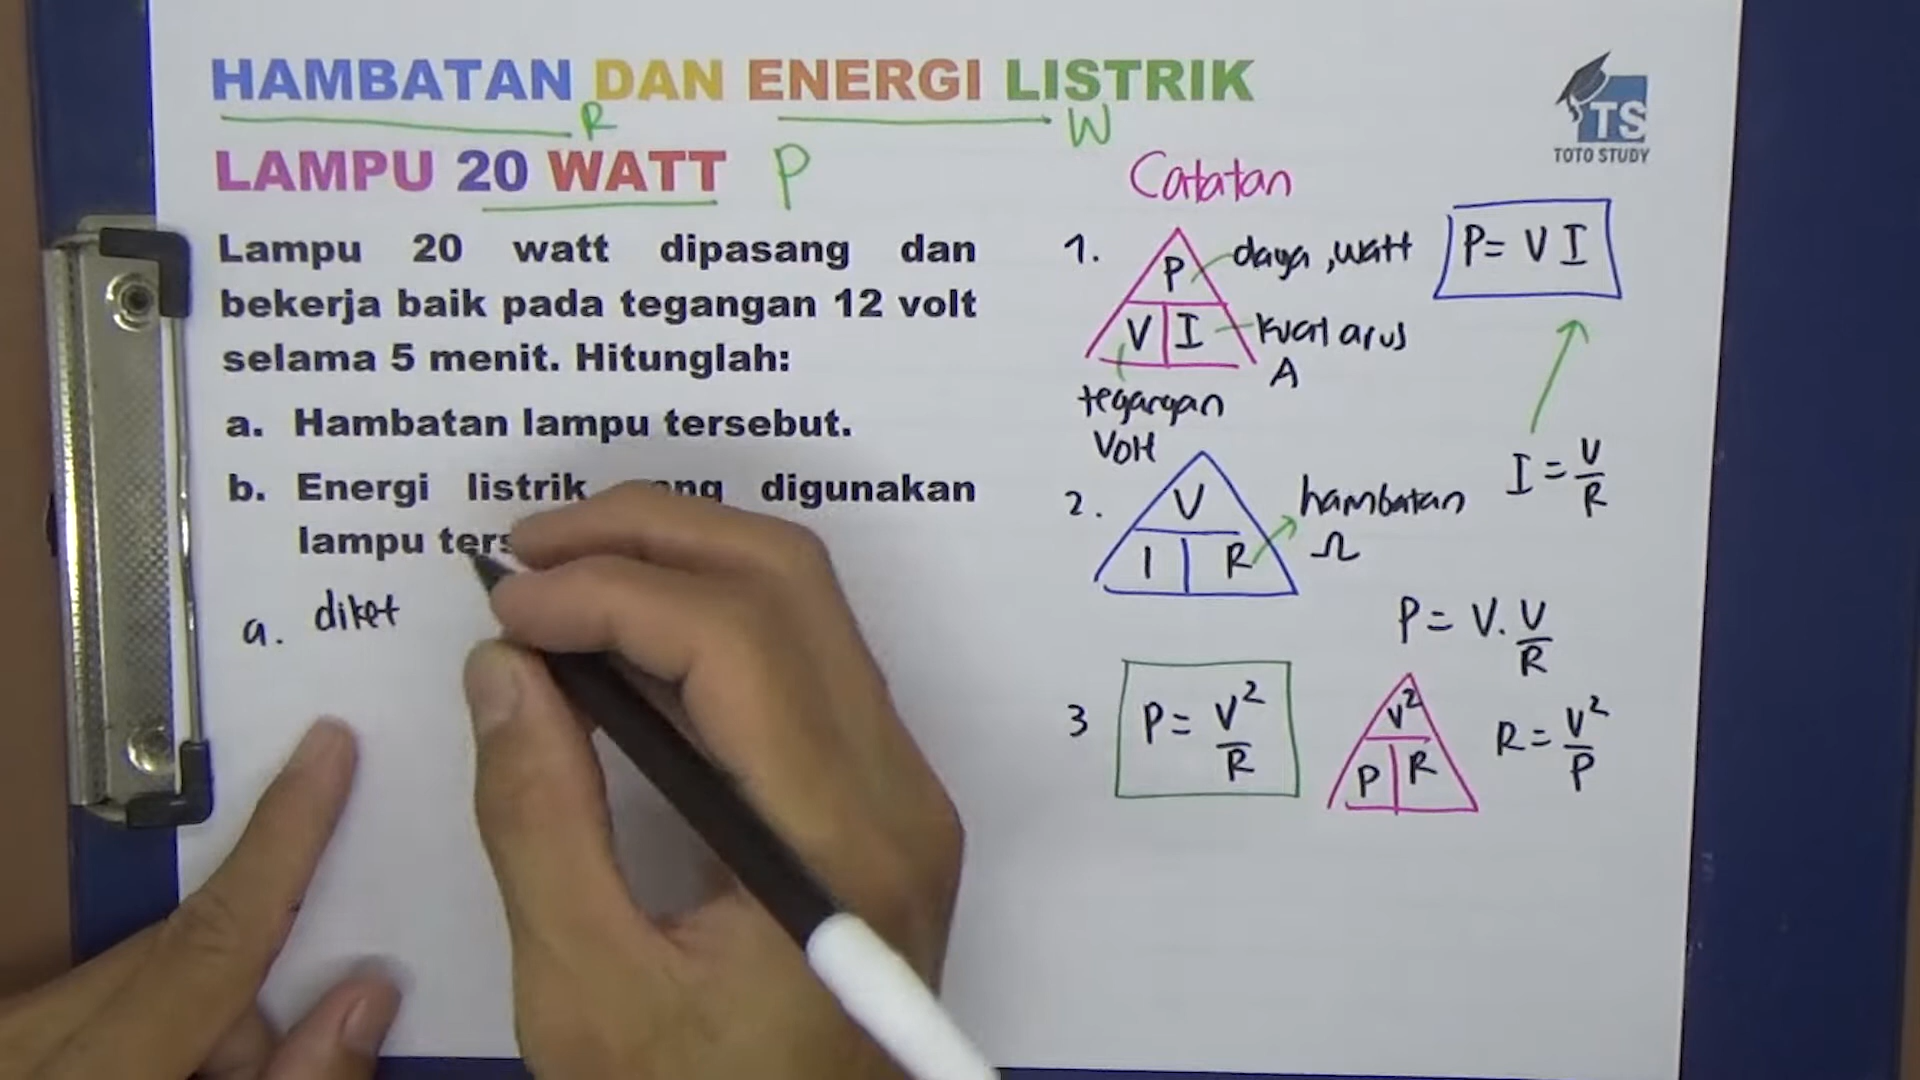 HAMBATAN DAN ENERGI LISTRIK
R
W
LAMPU 20 WATT P
TS
TOTO STUDY
Lampu 20 watt dipasang dan
bekerja baik pada tegangan 12 volt
selama 5 menit. Hitunglah:
a. Hambatan lampu tersebut.
b. Energi listrik digunakan
lampu
a. diket
Catatan
1.
P
daya, watt
V I
kuat arus
A
tegangan
Volt
P = V I
I = V/R
2.
V
I R
hambatan
Ω
P = V. V/R
3
P = V²/R
V²
P R
R = V²/P